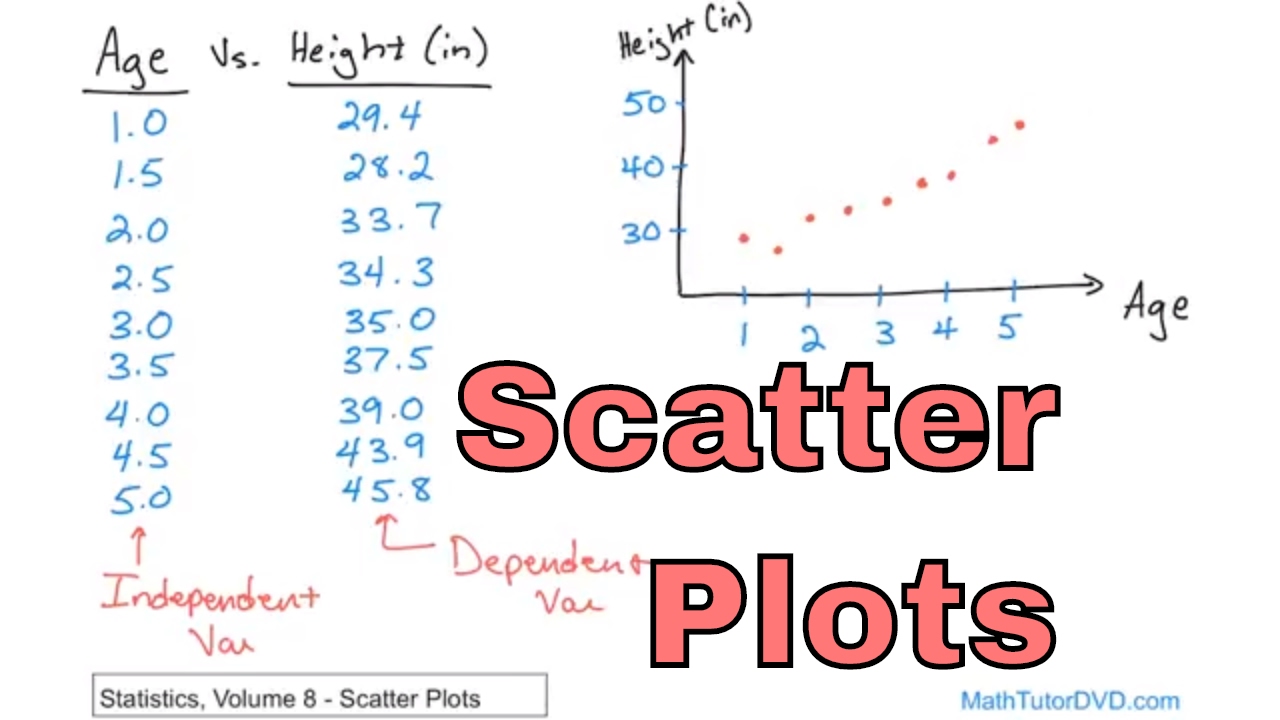 Age Vs. Height (in)
1.0 29.4
1.5 28.2
2.0 33.7
2.5 34.3
3.0 35.0
3.5 37.5
4.0 39.0
4.5 43.9
5.0 45.8
Independent
Var
Dependent
Var
Height (in)
50
40
30
1 2 3 4 5
Age
Scatter
Plots
Statistics, Volume 8 - Scatter Plots
MathTutorDVD.com